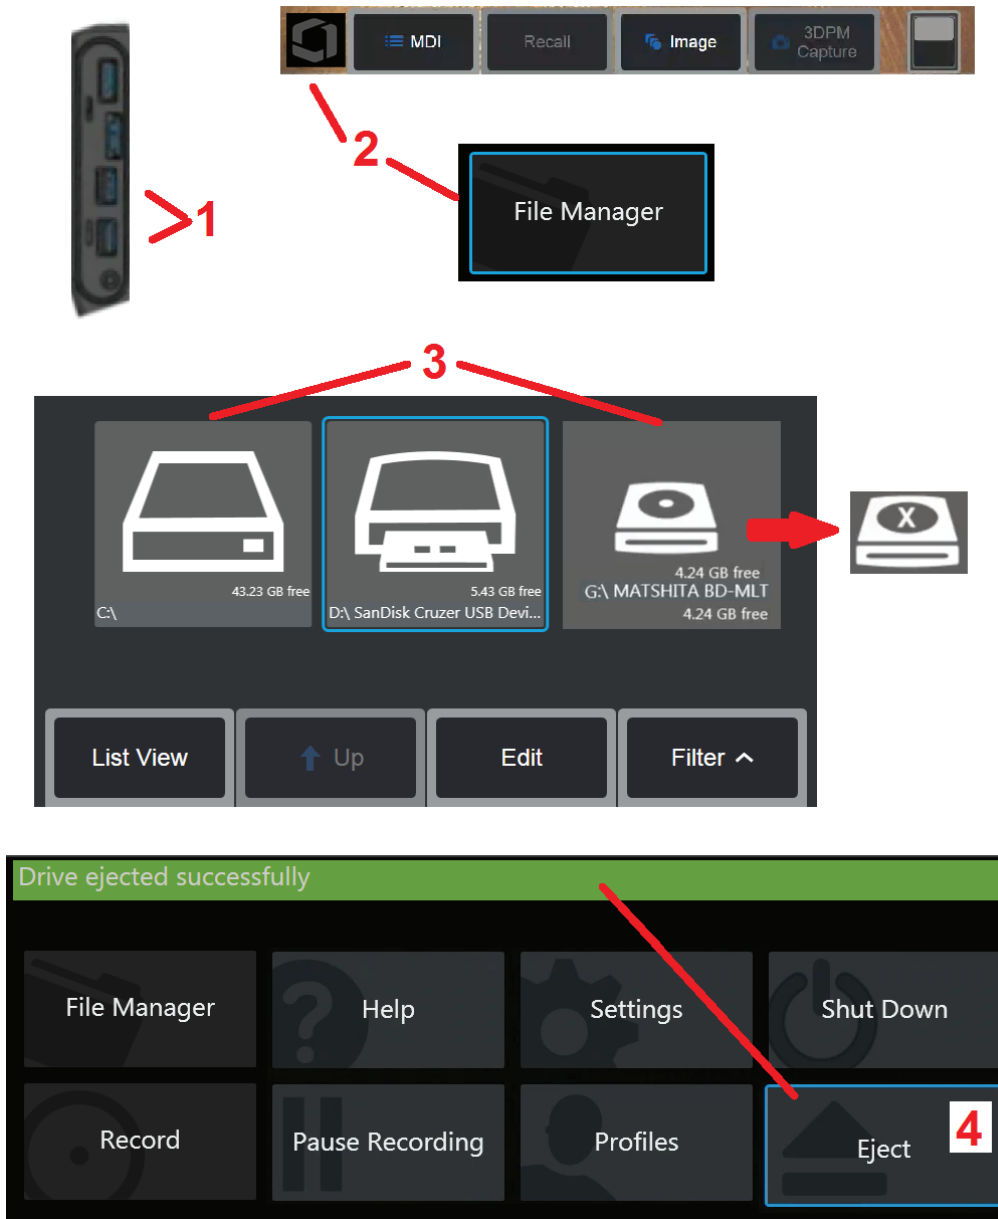 MDI
Recall
Image
3DPM
Capture
2
1
File Manager
3
43.23 GB free
C:\
5.43 GB free
D:\ SanDisk Cruzer USB Devi...
4.24 GB free
G:\ MATSHITA BD-MLT
4.24 GB free
X
List View
Up
Edit
Filter
Drive ejected successfully
File Manager
Help
Settings
Shut Down
Record
Pause Recording
Profiles
Eject
4